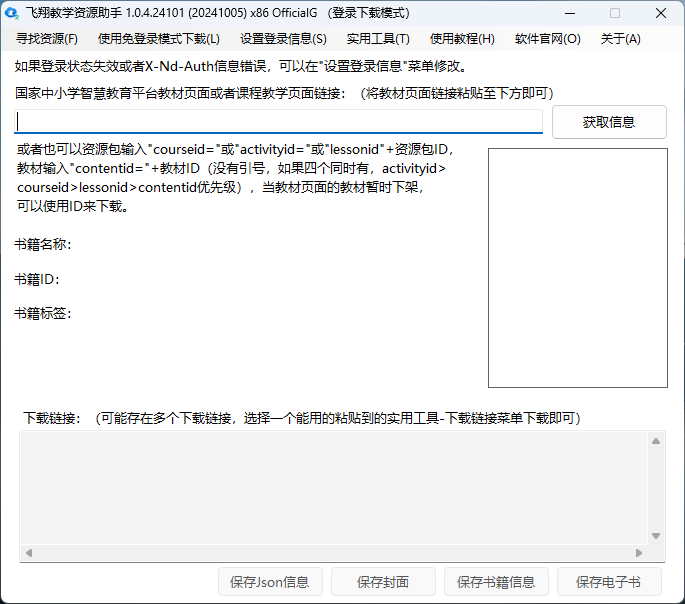 飞翔教学资源助手 1.0.4.24101 (20241005) x86 OfficialG （登录下载模式）
寻找资源(F) 使用免登录模式下载(L) 设置登录信息(S) 实用工具(T) 使用教程(H) 软件官网(O) 关于(A)
如果登录状态失效或者X-Nd-Auth信息错误，可以在"设置登录信息"菜单修改。
国家中小学智慧教育平台教材页面或者课程教学页面链接：（将教材页面链接粘贴至下方即可）
获取信息
或者也可以资源包输入"courseid="或"activityid="或"lessonid"+资源包ID，
教材输入"contentid="+教材ID（没有引号，如果四个同时有，activityid>
courseid>lessonid>contentid优先级），当教材页面的教材暂时下架，
可以使用ID来下载。
书籍名称：
书籍ID：
书籍标签：
下载链接：（可能存在多个下载链接，选择一个能用的粘贴到的实用工具-下载链接菜单下载即可）
保存Json信息 保存封面 保存书籍信息 保存电子书